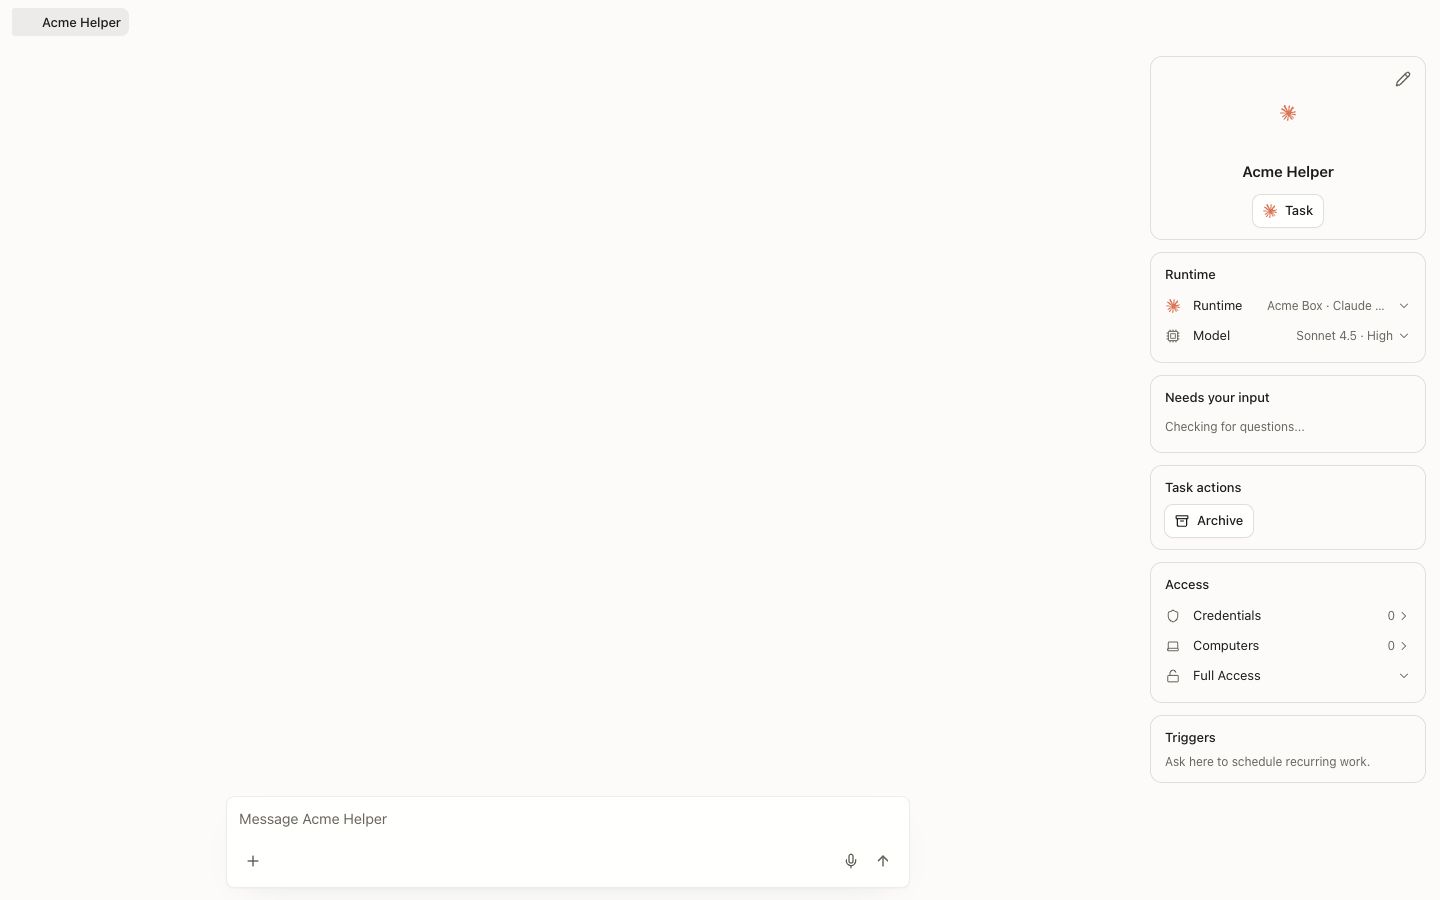 Acme Helper
Acme Helper
Task
Runtime
Runtime Acme Box · Claude ...
Model Sonnet 4.5 · High
Needs your input
Checking for questions...
Task actions
Archive
Access
Credentials 0
Computers 0
Full Access
Triggers
Ask here to schedule recurring work.
Message Acme Helper